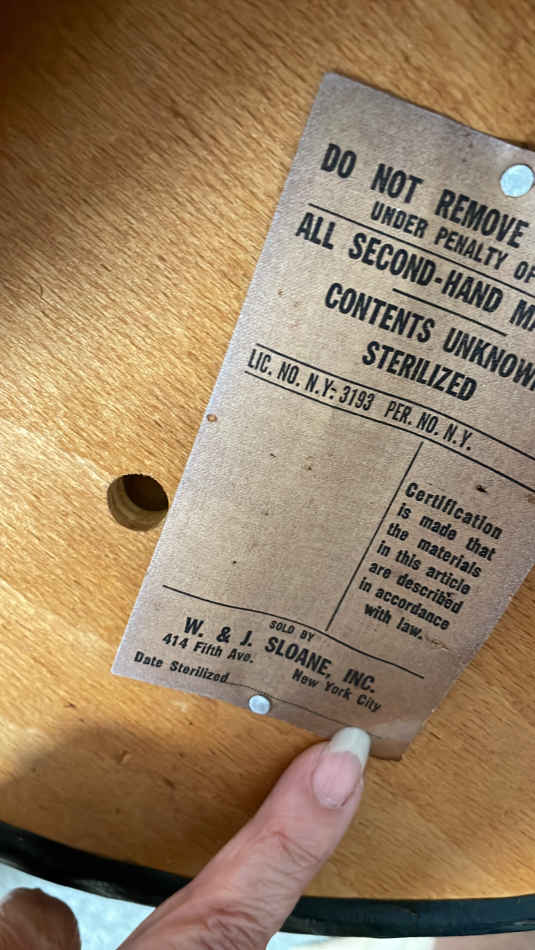 DO NOT REMOVE
UNDER PENALTY OF
ALL SECOND-HAND
CONTENTS UNKNOWN
STERILIZED
LIC. NO. N.Y: 3193 PER. NO. N.Y.
Certification
is made that
the materials
in this article
are described
in accordance
with law.
SOLD BY
W. & J. SLOANE, INC.
414 Fifth Ave. New York City
Date Sterilized